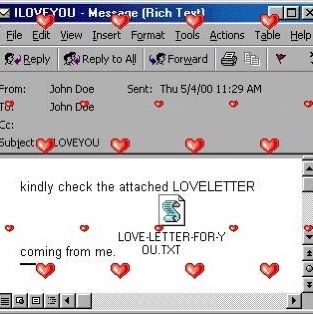 ILOVEYOU - Message (Rich Text)
File Edit View Insert Format Tools Actions Table Help
Reply Reply to All Forward
From: John Doe Sent: Thu 5/4/00 11:29 AM
To: John Doe
Cc:
Subject LOVEYOU
kindly check the attached LOVELETTER
LOVE-LETTER-FOR-Y
OU.TXT
coming from me.